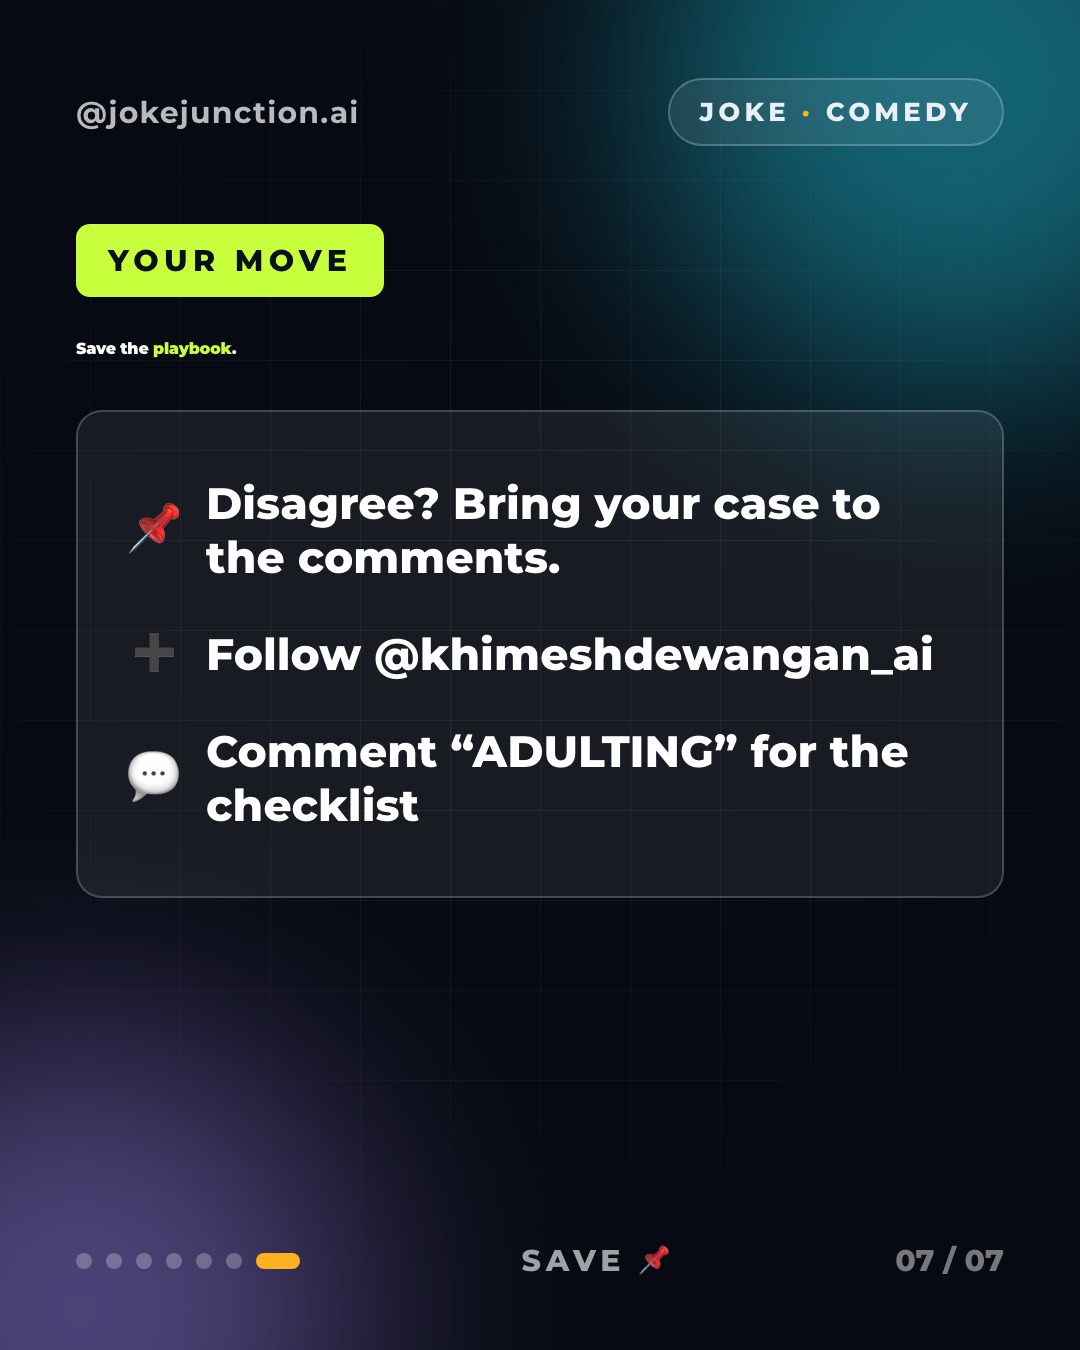 @jokejunction.ai
JOKE • COMEDY
YOUR MOVE
Save the playbook.
📌 Disagree? Bring your case to
the comments.
➕ Follow @khimeshdewangan_ai
💬 Comment “ADULTING” for the
checklist
SAVE 📌
07 / 07